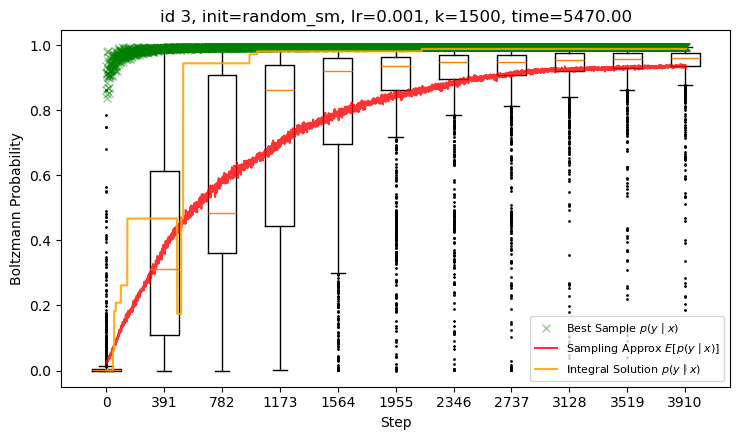 id 3, init=random_sm, lr=0.001, k=1500, time=5470.00
Boltzmann Probability
1.0
0.8
0.6
0.4
0.2
0.0
Best Sample p(y | x)
Sampling Approx E[p(y | x)]
Integral Solution p(y | x)
0 391 782 1173 1564 1955 2346 2737 3128 3519 3910
Step